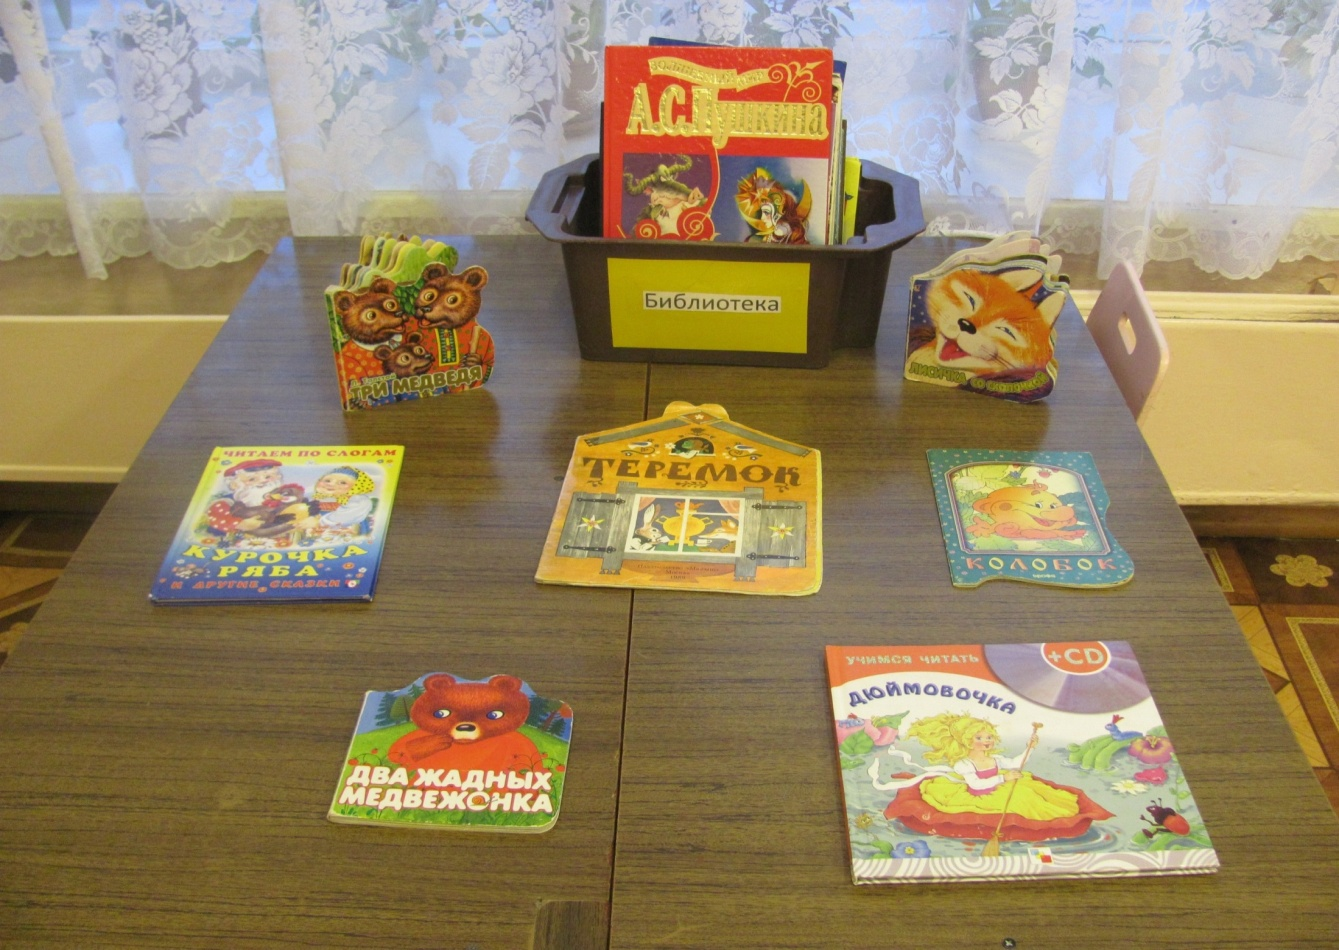 А.С.Пушкина
Библиотека
ТРИ МЕДВЕДЯ
ЛИСИЧКА СО СКАЛОЧКОЙ
ЧИТАЕМ ПО СЛОГАМ
КУРОЧКА
РЯБА
И ДРУГИЕ СКАЗКИ
ТЕРЕМОК
КОЛОБОК
ДВА ЖАДНЫХ
МЕДВЕЖОНКА
УЧИМСЯ ЧИТАТЬ
+CD
ДЮЙМОВОЧКА